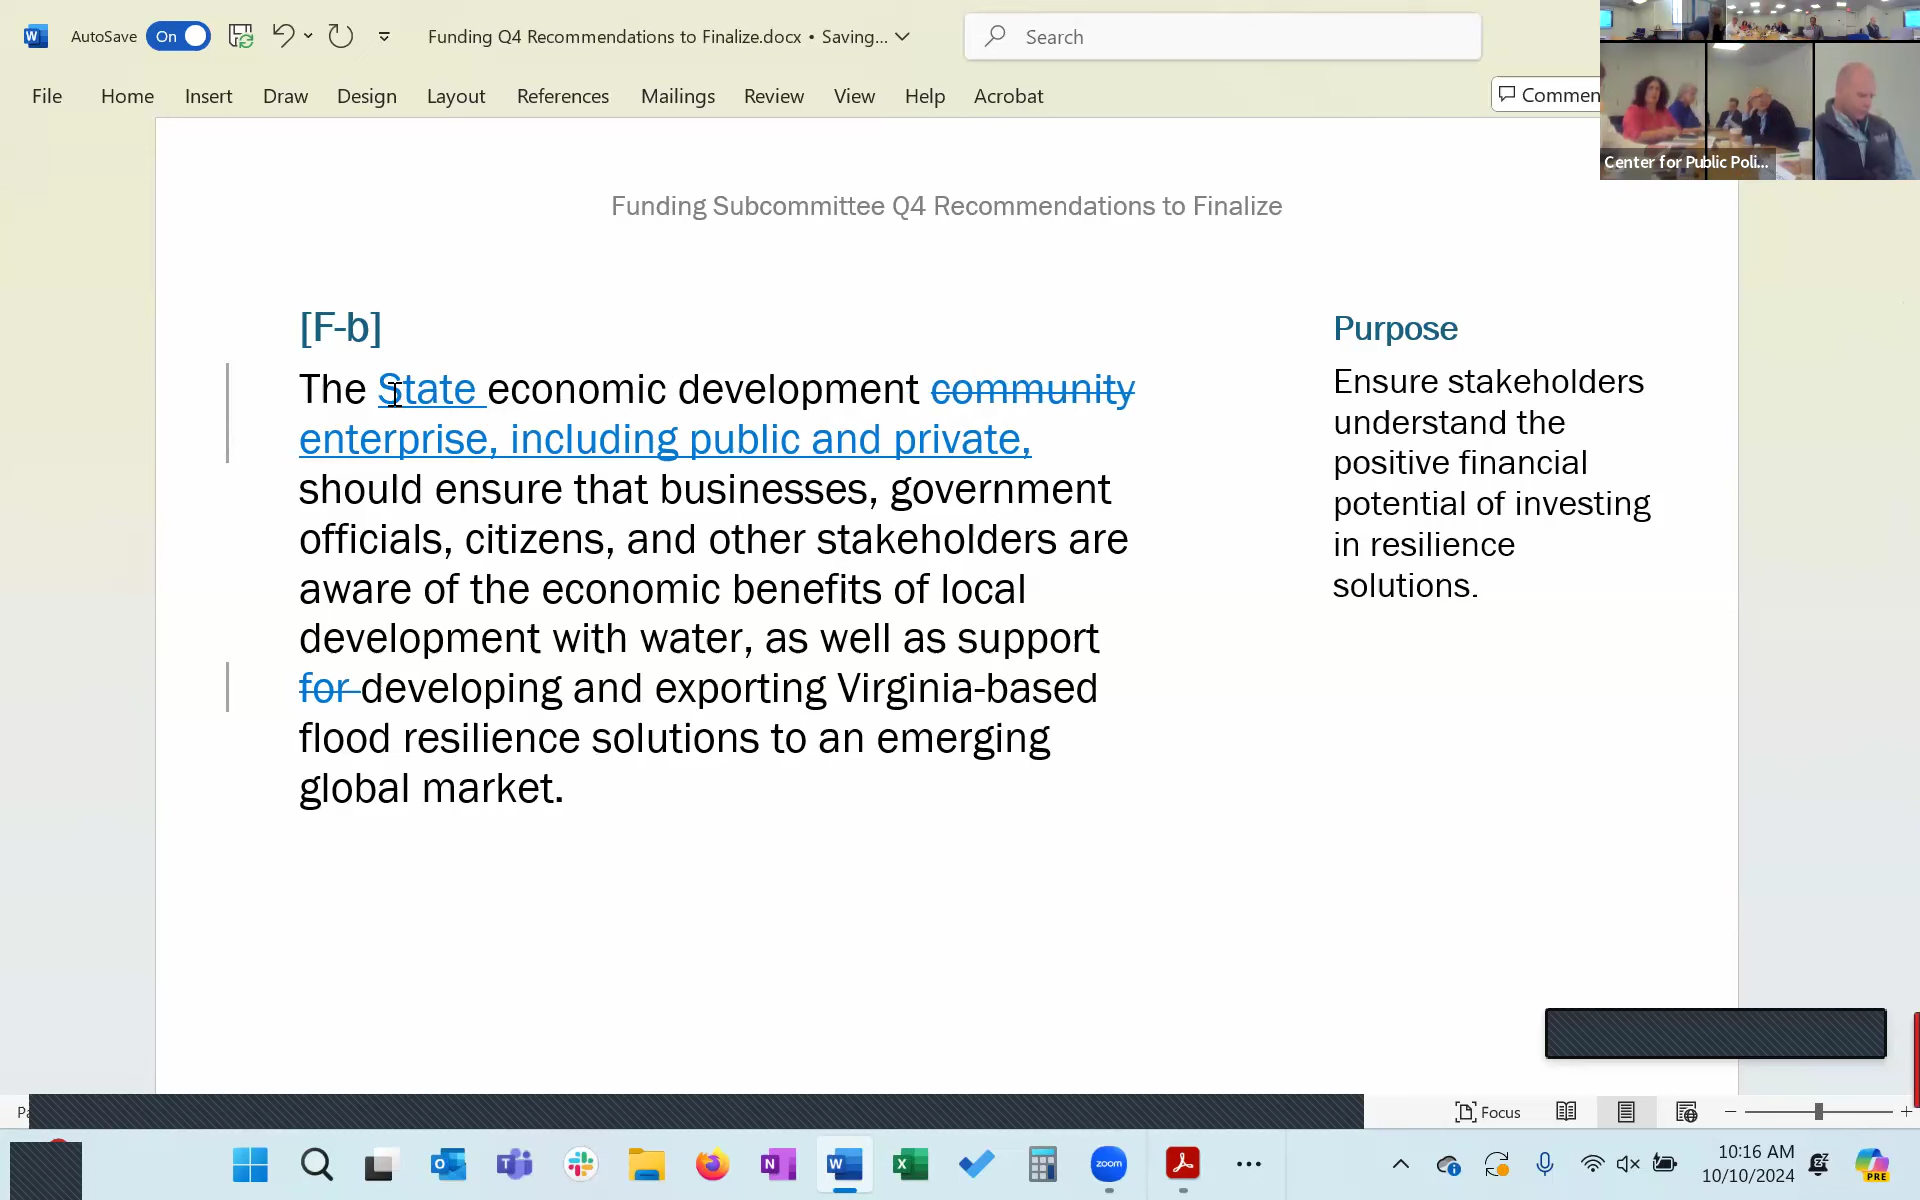 AutoSave On Funding Q4 Recommendations to Finalize.docx • Saving... Search
File Home Insert Draw Design Layout References Mailings Review View Help Acrobat
Center for Public Poli...
Funding Subcommittee Q4 Recommendations to Finalize
[F-b]
The State economic development community
enterprise, including public and private,
should ensure that businesses, government
officials, citizens, and other stakeholders are
aware of the economic benefits of local
development with water, as well as support
for developing and exporting Virginia-based
flood resilience solutions to an emerging
global market.
Purpose
Ensure stakeholders
understand the
positive financial
potential of investing
in resilience
solutions.
Focus
zoom
PRE
10:16 AM
10/10/2024